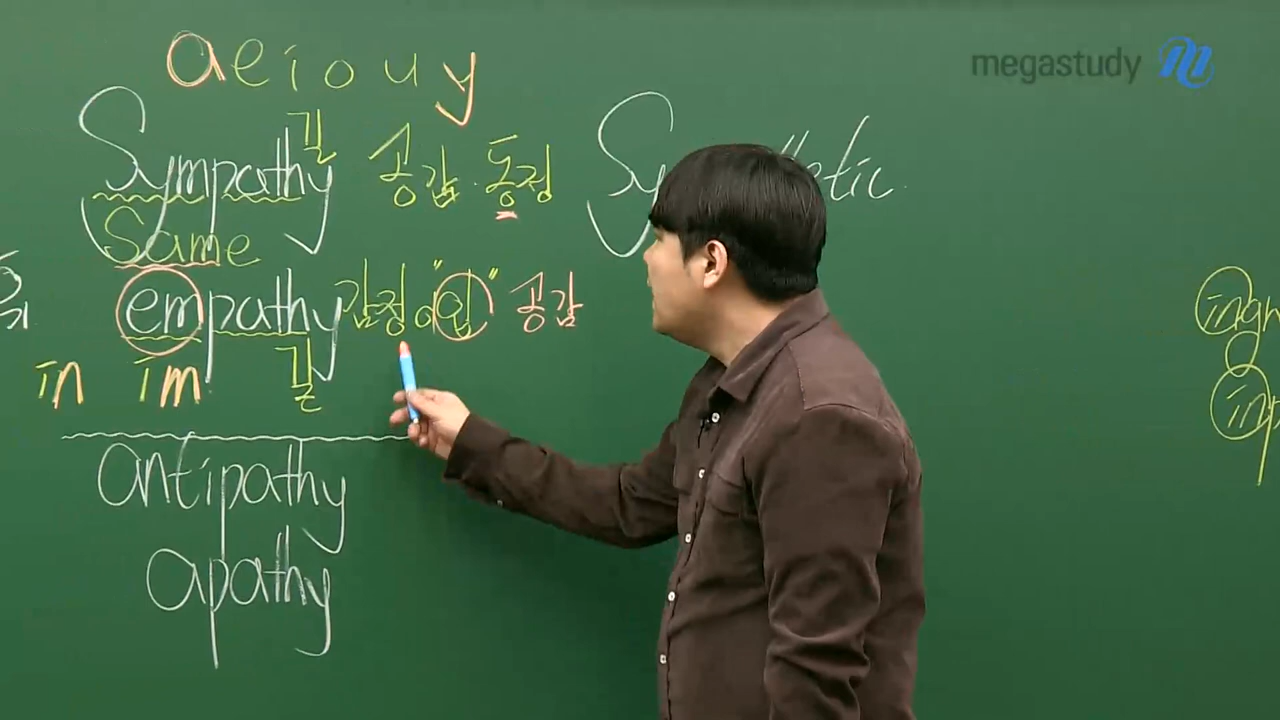 a e i o u y
megastudy
길
Sympathy 공감·동정
Same
empathy 감정이"입" 공감
in im 길
antipathy
apathy